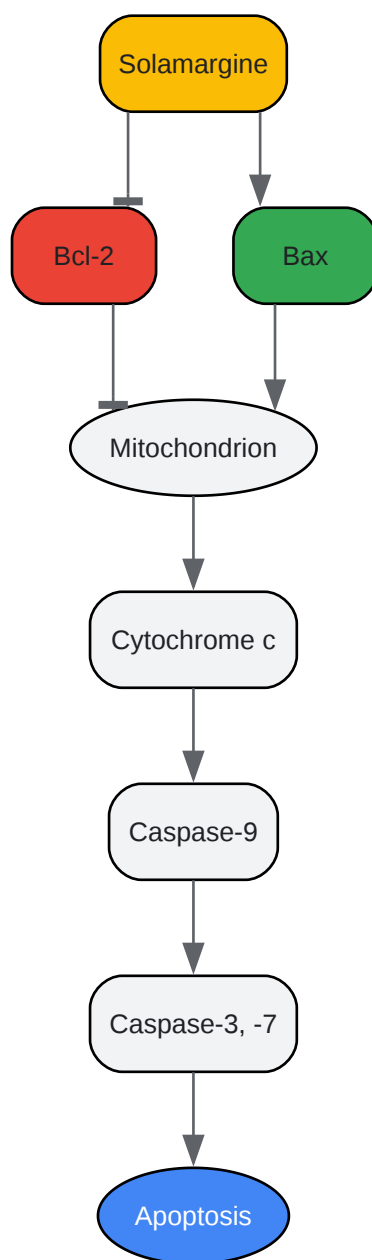 Solamargine
Bcl-2
Bax
Mitochondrion
Cytochrome c
Caspase-9
Caspase-3, -7
Apoptosis